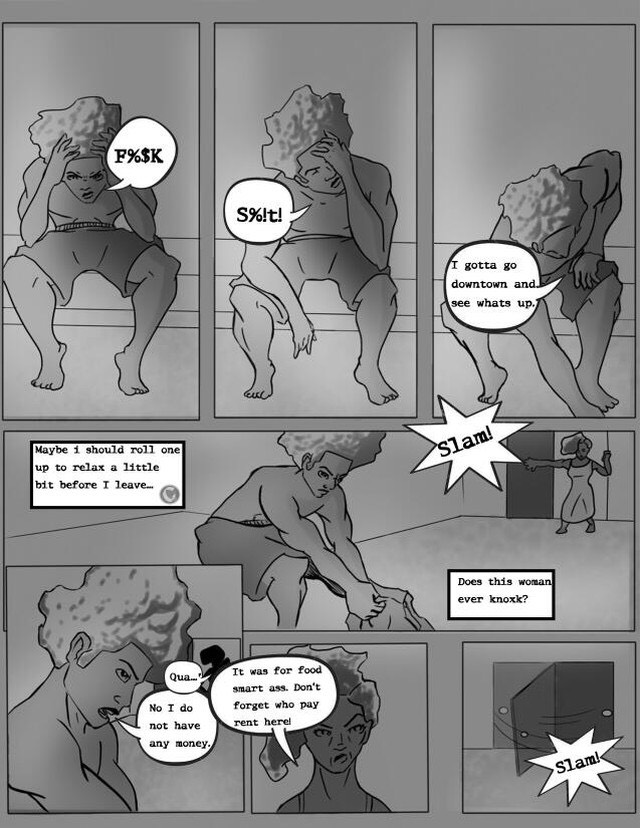 F%$K
S%!t!
I gotta go
downtown and
see whats up.
Maybe i should roll one
up to relax a little
bit before I leave...
Slam!
Does this woman
ever knoxk?
Qua...
No I do
not have
any money.
It was for food
smart ass. Don't
forget who pay
rent here!
Slam!